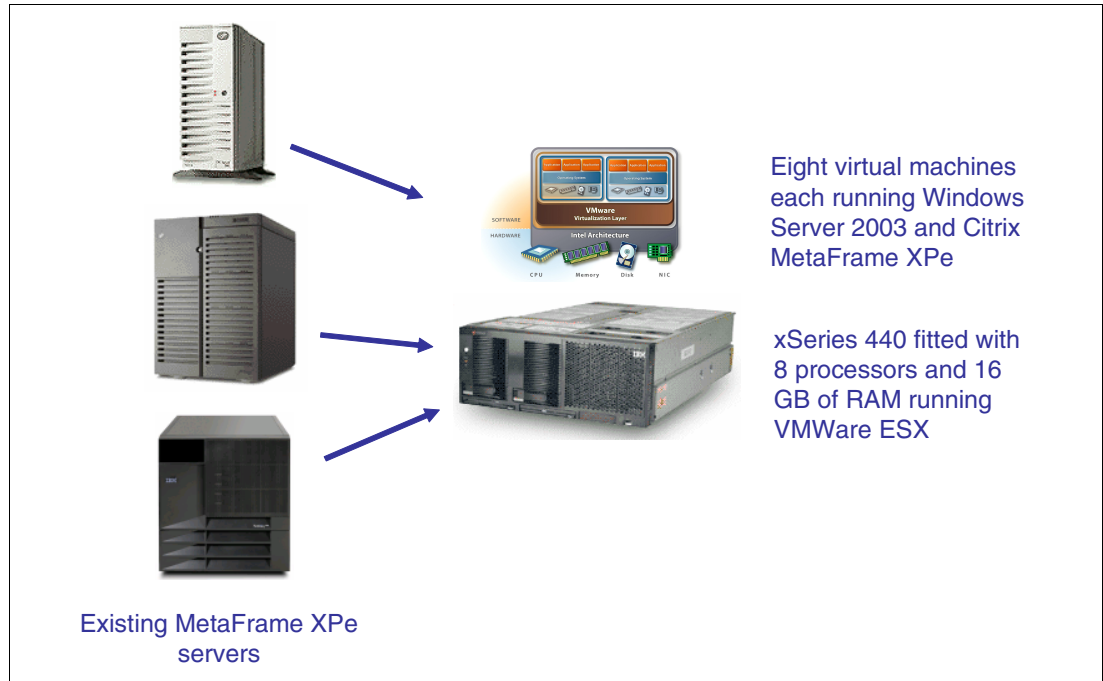 Eight virtual machines
each running Windows
Server 2003 and Citrix
MetaFrame XPe
SOFTWARE
HARDWARE
VMware
Virtualization Layer
Intel Architecture
CPU Memory Disk NIC
xSeries 440 fitted with
8 processors and 16
GB of RAM running
VMWare ESX
IBM
Existing MetaFrame XPe
servers